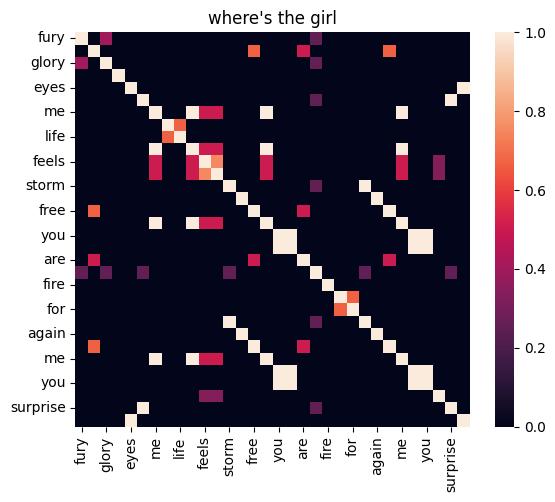 where's the girl
fury
glory
eyes
me
life
feels
storm
free
you
are
fire
for
again
me
you
surprise
1.0
0.8
0.6
0.4
0.2
0.0
fury glory eyes me life feels storm free you are fire for again me you surprise